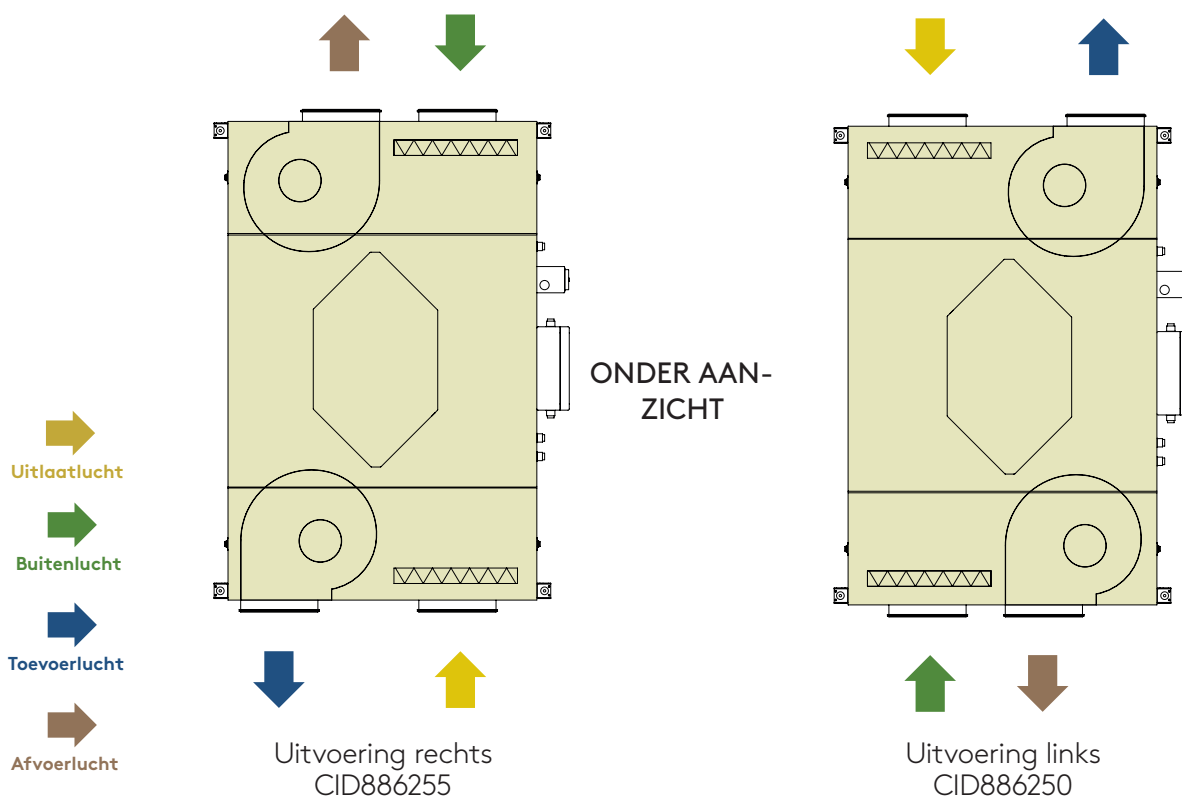 ONDER AAN-
ZICHT
Uitlaatlucht
Buitenlucht
Toevoerlucht
Afvoerlucht
Uitvoering rechts
CID886255
Uitvoering links
CID886250